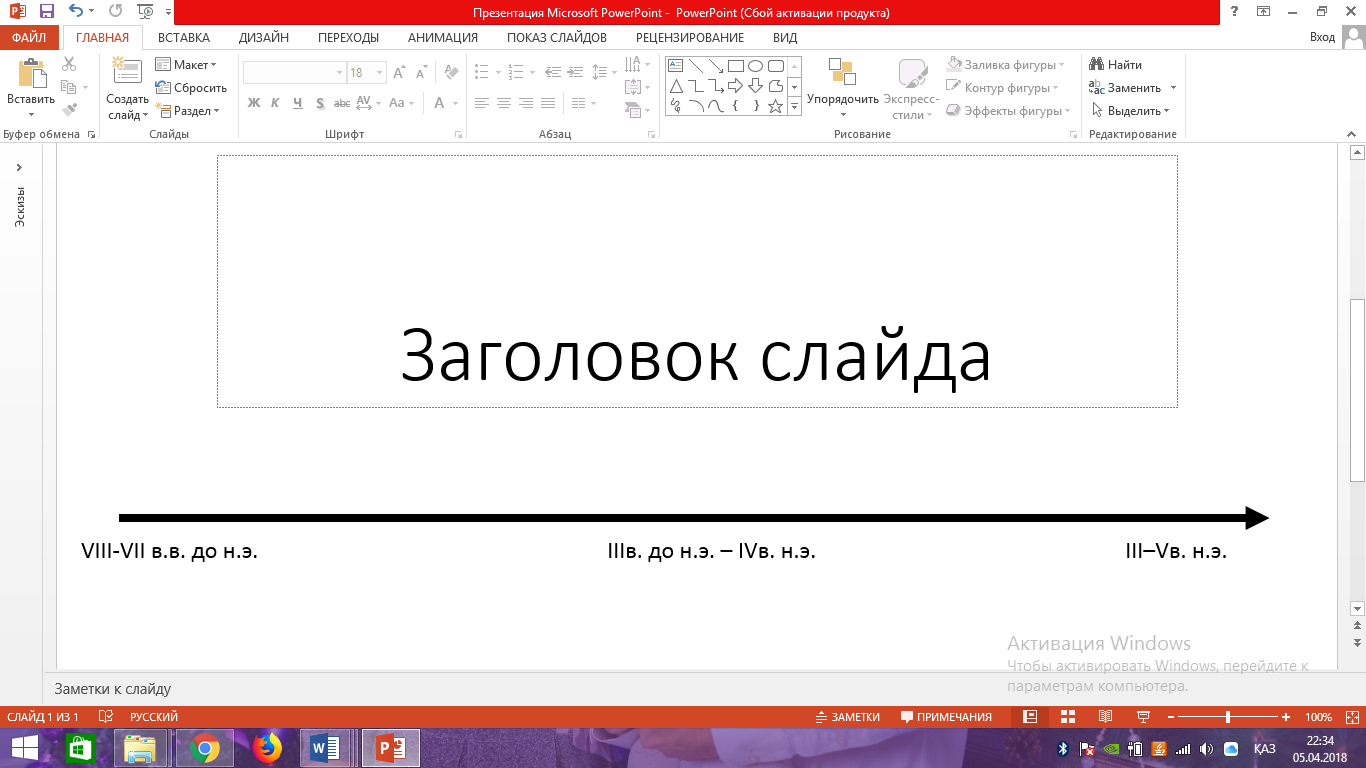 Презентация Microsoft PowerPoint - PowerPoint (Сбой активации продукта)
ФАЙЛ ГЛАВНАЯ ВСТАВКА ДИЗАЙН ПЕРЕХОДЫ АНИМАЦИЯ ПОКАЗ СЛАЙДОВ РЕЦЕНЗИРОВАНИЕ ВИД Вход
Вставить
Буфер обмена
Создать слайд
Макет
Сбросить
Раздел
Слайды
18
Ж К Ч S abc AV Aa A
Шрифт
Абзац
Упорядочить
Экспресс-стили
Заливка фигуры
Контур фигуры
Эффекты фигуры
Рисование
Найти
Заменить
Выделить
Редактирование
Эскизы
Заголовок слайда
VIII-VII в.в. до н.э. IIIв. до н.э. – IVв. н.э. III–Vв. н.э.
Активация Windows
Чтобы активировать Windows, перейдите к
параметрам компьютера.
Заметки к слайду
СЛАЙД 1 ИЗ 1 РУССКИЙ ЗАМЕТКИ ПРИМЕЧАНИЯ 100%
ҚАЗ 22:34
05.04.2018